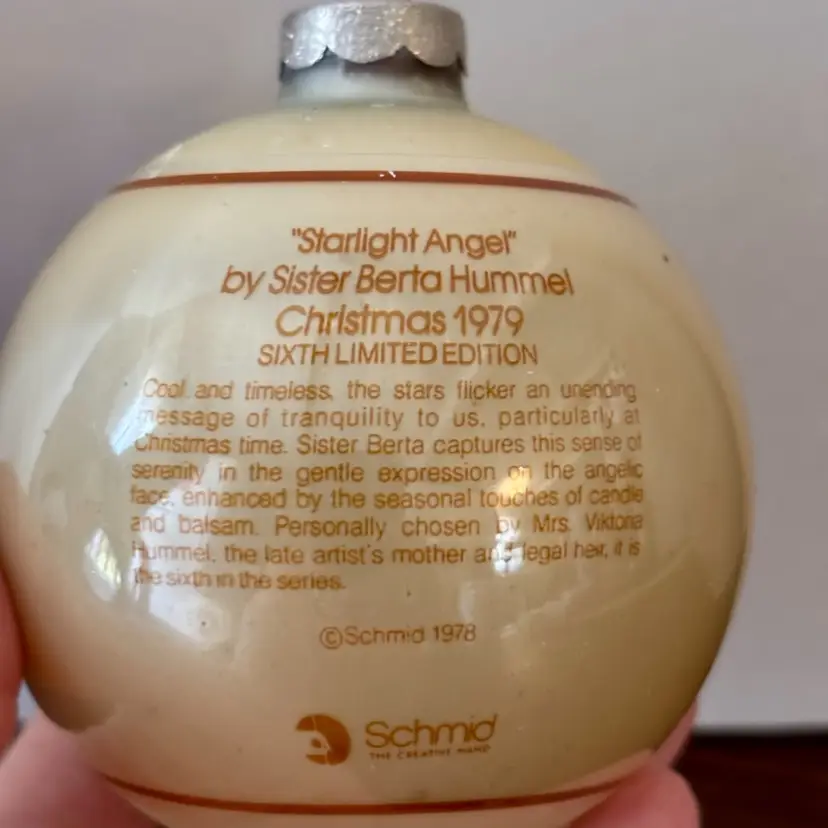 "Starlight Angel"
by Sister Berta Hummel
Christmas 1979
SIXTH LIMITED EDITION
Cool and timeless, the stars flicker an unending
message of tranquility to us, particularly at
Christmas time. Sister Berta captures this sense of
serenity in the gentle expression on the angelic
face, enhanced by the seasonal touches of candle
and balsam. Personally chosen by Mrs. Viktoria
Hummel, the late artist's mother and legal heir, it is
the sixth in the series.
©Schmid 1978
Schmid
THE CREATIVE HAND